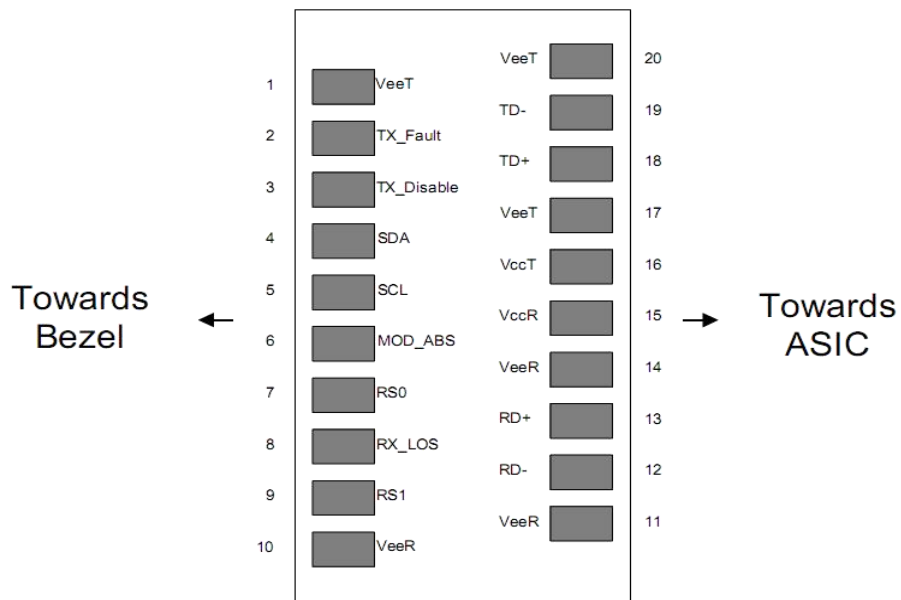 Towards
Bezel
1 VeeT
2 TX_Fault
3 TX_Disable
4 SDA
5 SCL
6 MOD_ABS
7 RS0
8 RX_LOS
9 RS1
10 VeeR
VeeT 20
TD- 19
TD+ 18
VeeT 17
VccT 16
VccR 15
VeeR 14
RD+ 13
RD- 12
VeeR 11
Towards
ASIC